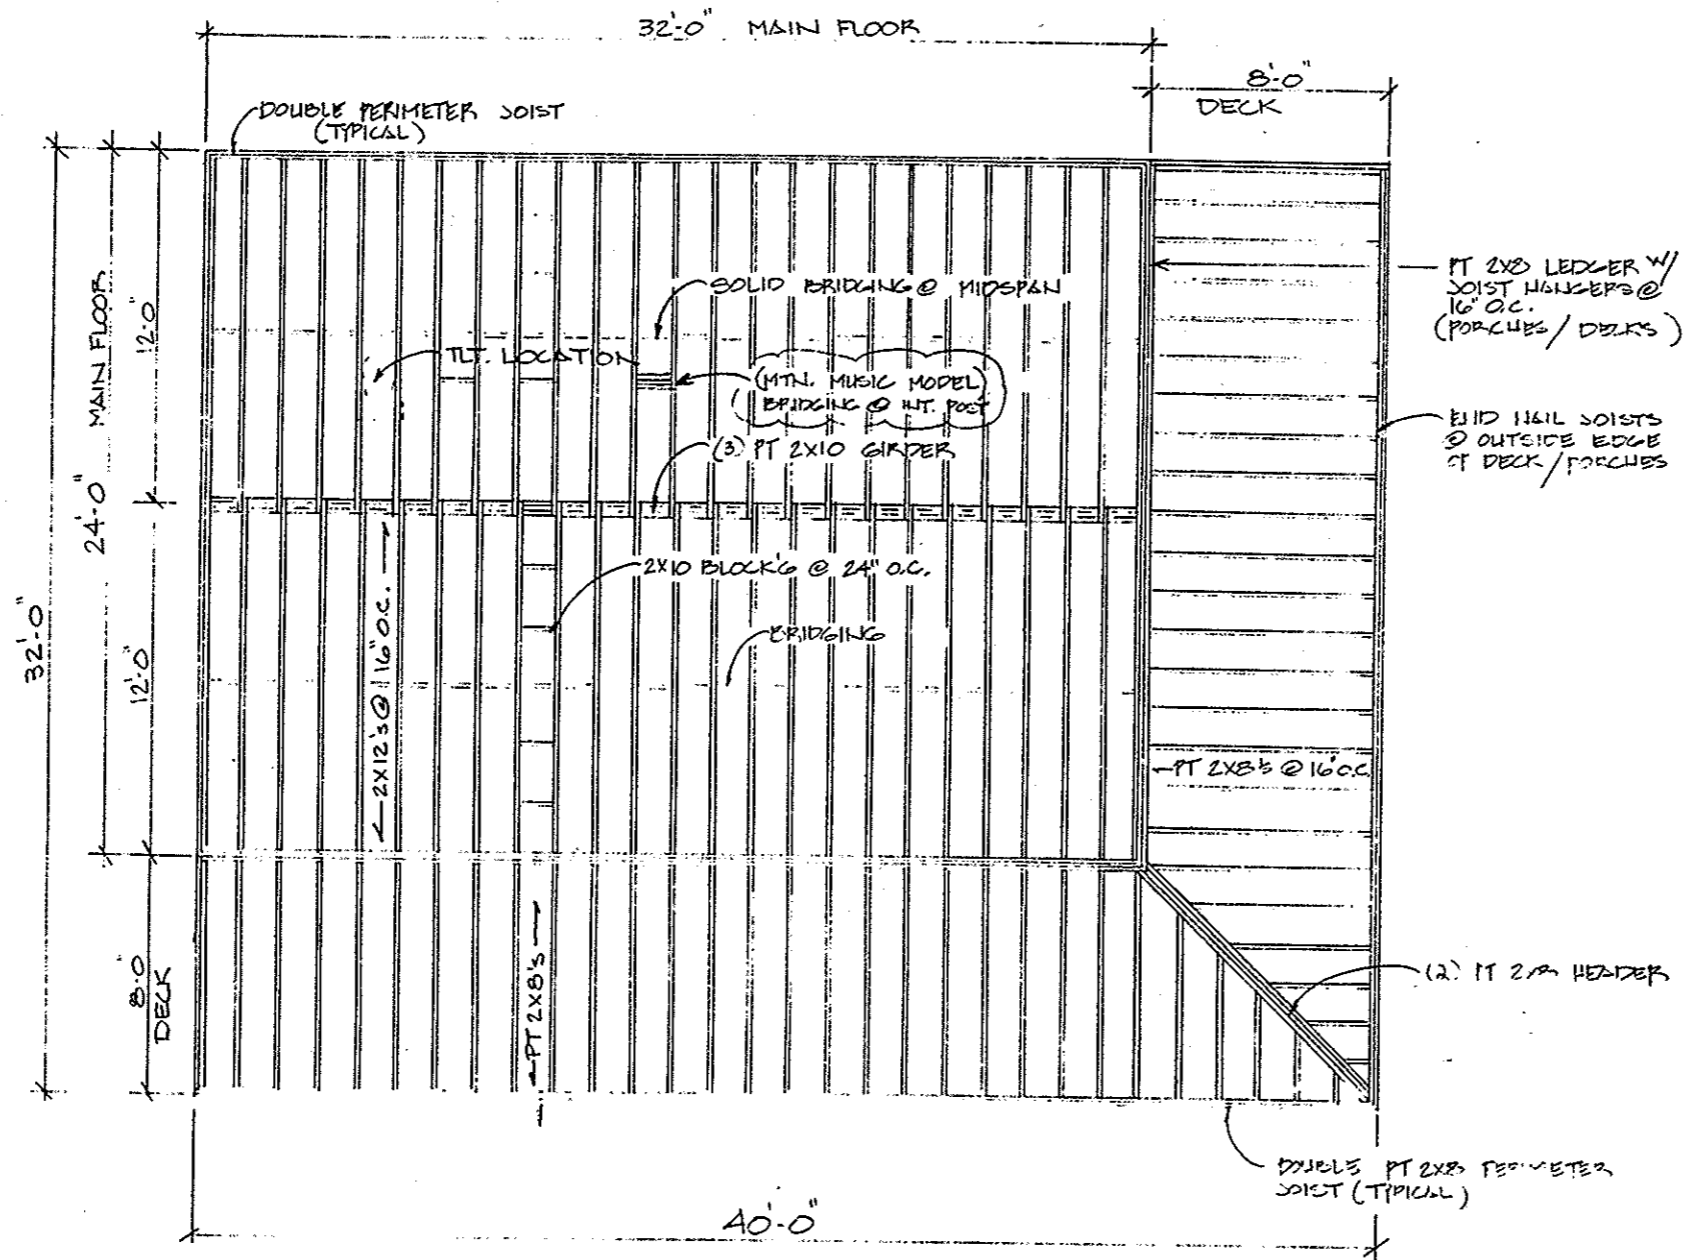 32'-0" MAIN FLOOR
8'-0"
DECK
DOUBLE PERIMETER JOIST
(TYPICAL)
SOLID BRIDGING @ MIDSPAN
PT 2X8 LEDGER W/
JOIST HANGERS @
16" O.C.
(PORCHES / DECKS)
TLT. LOCATION
(MTN. MUSIC MODEL)
BRIDGING @ INT. POST
(3) PT 2X10 GIRDER
END NAIL JOISTS
@ OUTSIDE EDGE
OF DECK/PORCHES
12'-0"
24'-0" MAIN FLOOR
32'-0"
2X10 BLOCK'G @ 24" O.C.
BRIDGING
12'-0"
2X12's @ 16" O.C.
PT 2X8's @ 16" O.C.
8'-0"
DECK
PT 2X8's
(2) PT 2X8 HEADER
DOUBLE PT 2X8 PERIMETER
JOIST (TYPICAL)
40'-0"